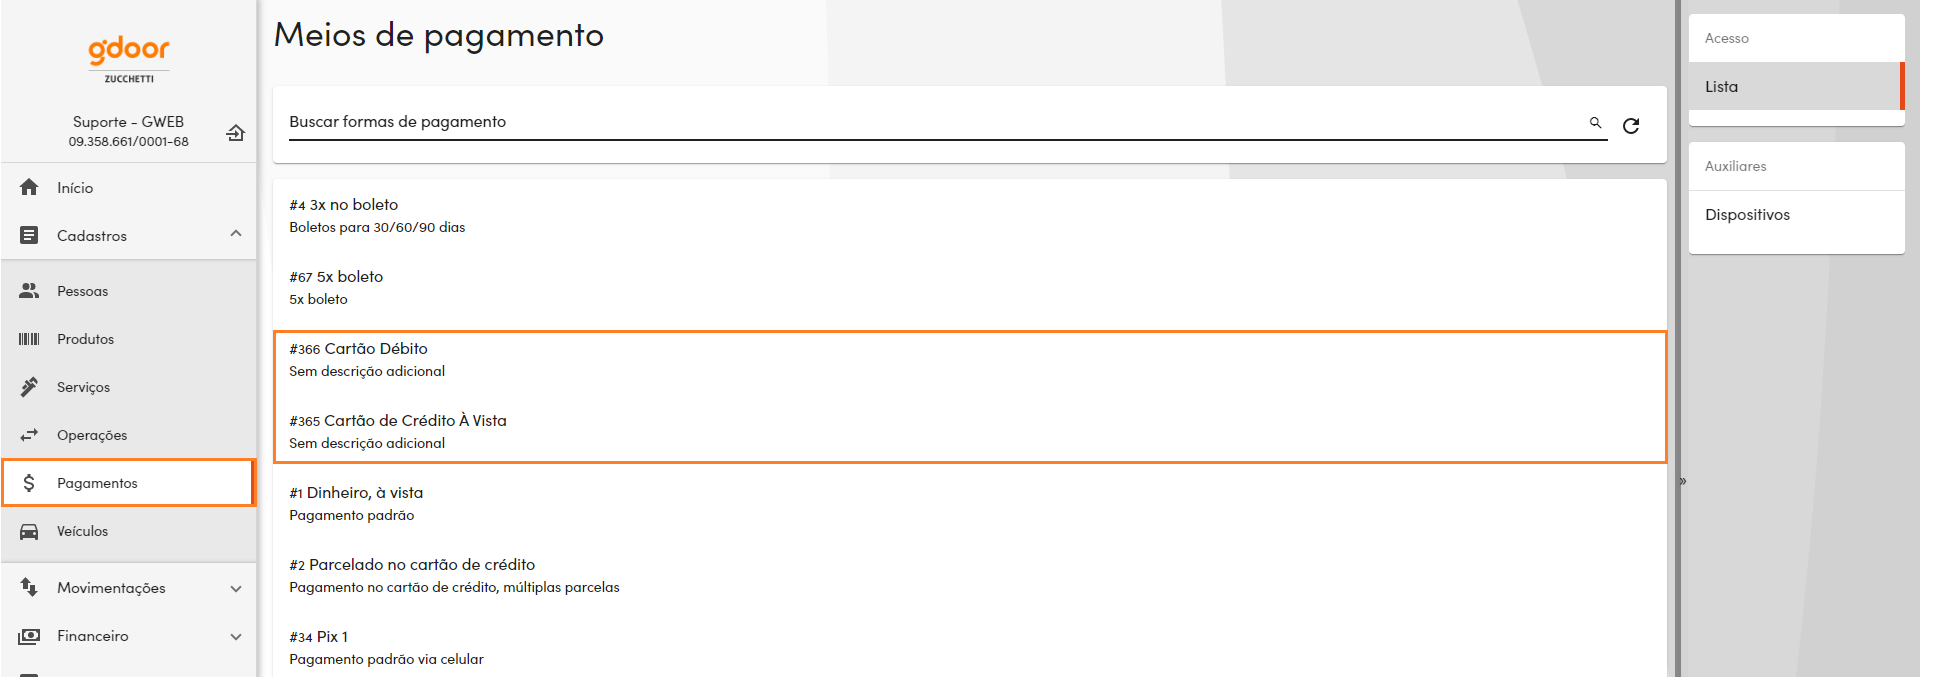 gdoor
ZUCCHETTI
Suporte - GWEB
09.358.661/0001-68
Início
Cadastros
Pessoas
Produtos
Serviços
Operações
Pagamentos
Veículos
Movimentações
Financeiro
Meios de pagamento
Buscar formas de pagamento
#4 3x no boleto
Boletos para 30/60/90 dias
#67 5x boleto
5x boleto
#366 Cartão Débito
Sem descrição adicional
#365 Cartão de Crédito À Vista
Sem descrição adicional
#1 Dinheiro, à vista
Pagamento padrão
#2 Parcelado no cartão de crédito
Pagamento no cartão de crédito, múltiplas parcelas
#34 Pix 1
Pagamento padrão via celular
»
Acesso
Lista
Auxiliares
Dispositivos